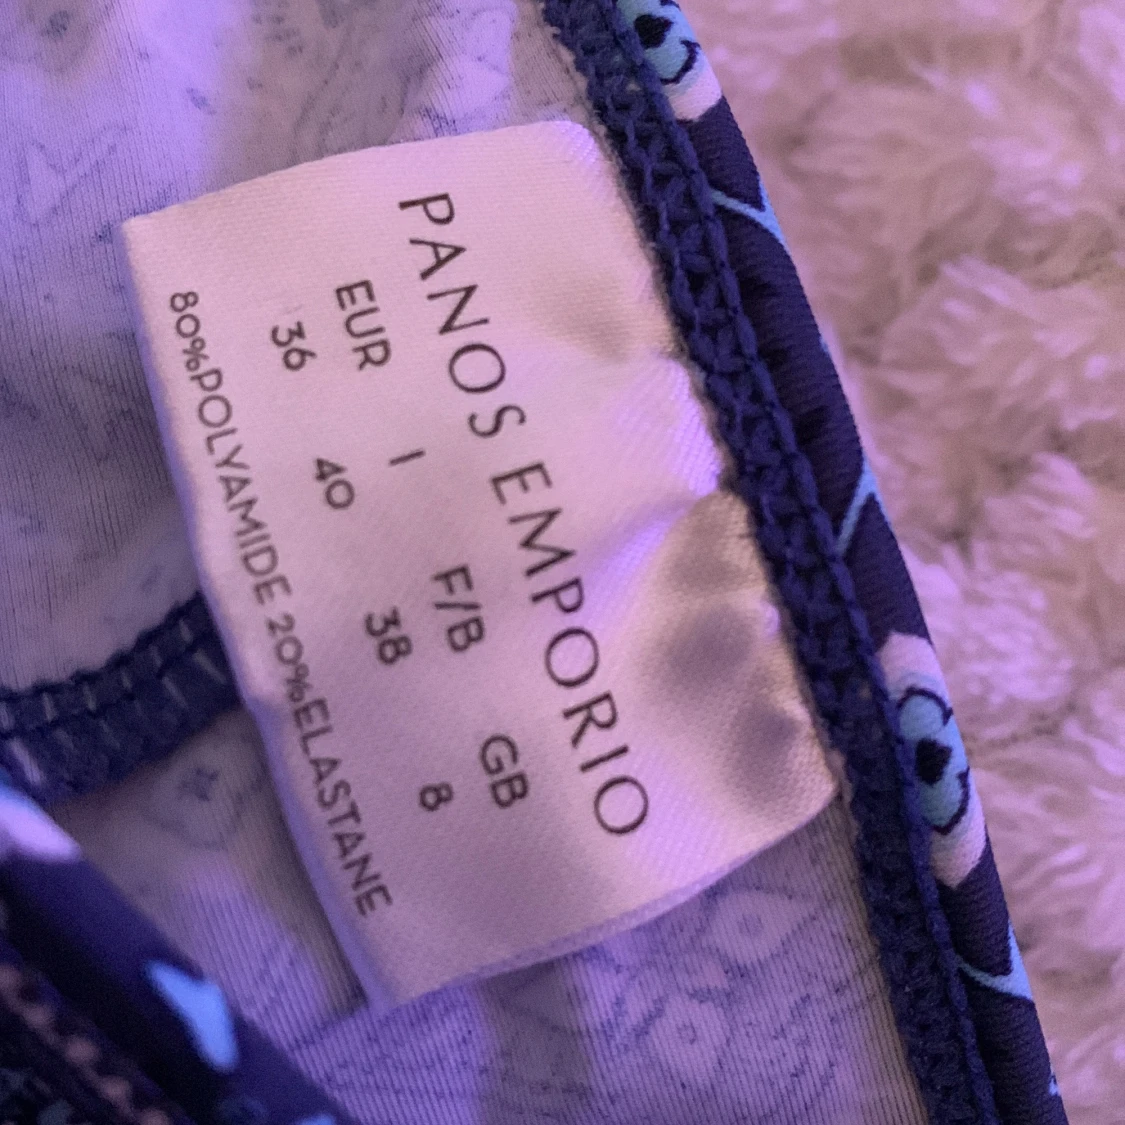 PANOS EMPORIO
EUR I F/B GB
36 40 38 8
80%POLYAMIDE 20%ELASTANE